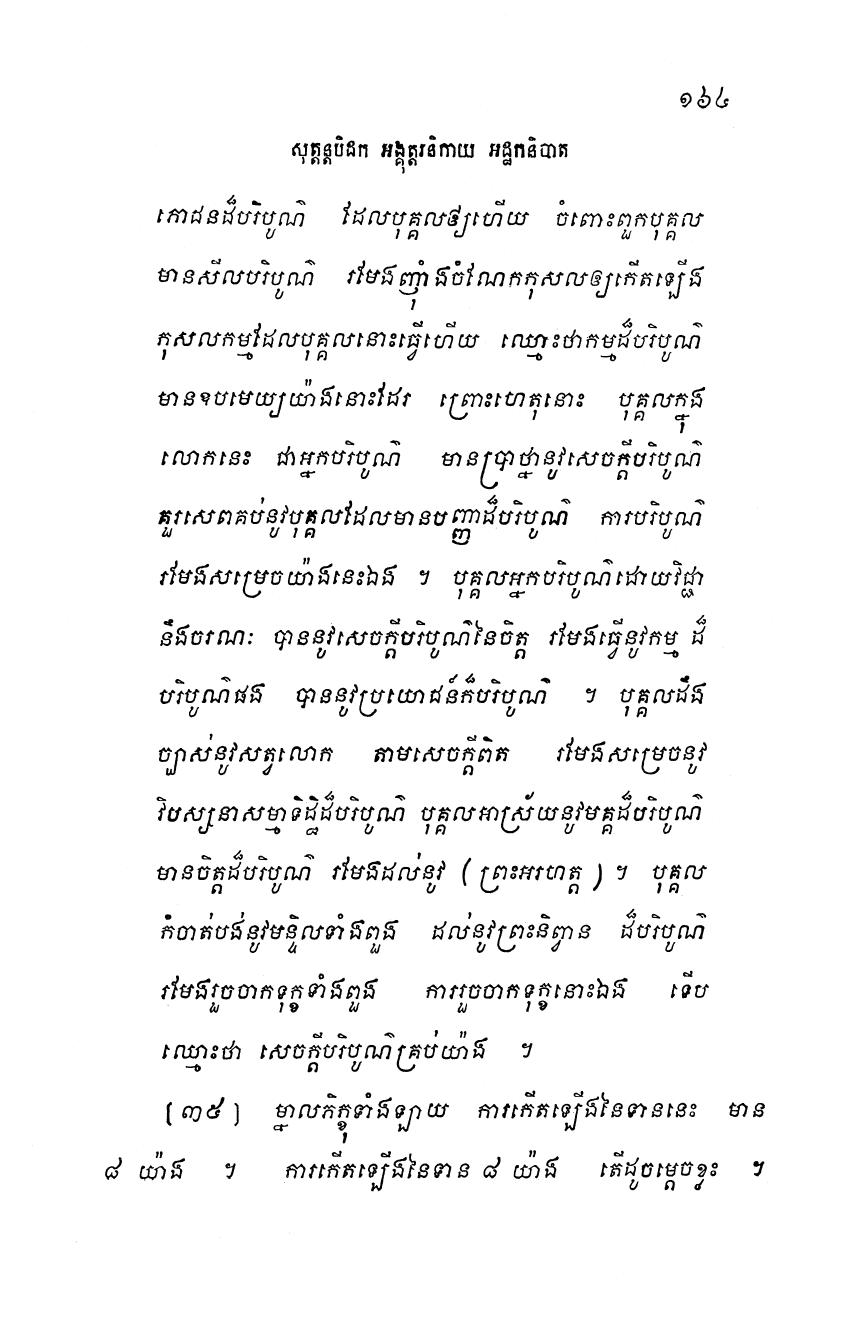 ១៦៤
សុត្តន្តបិដក អង្គុត្តរនិកាយ អដ្ឋកនិបាត
ភោជនដ៏បរិបូណ៌ ដែលបុគ្គលឲ្យហើយ ចំពោះពួកបុគ្គល
មានសីលបរិបូណ៌ រមែងញុំាងចំណែកកុសលឲ្យកើតឡើង
កុសលកម្មដែលបុគ្គលនោះធ្វើហើយ ឈ្មោះថាកម្មដ៏បរិបូណ៌
មានឧបមេយ្យយ៉ាងនោះដែរ ព្រោះហេតុនោះ បុគ្គលក្នុង
លោកនេះ ជាអ្នកបរិបូណ៌ មានប្រាថ្នានូវសេចក្តីបរិបូណ៌
គួរសេពគប់នូវបុគ្គលដែលមានបញ្ញាដ៏បរិបូណ៌ ការបរិបូណ៌
រមែងសម្រេចយ៉ាងនេះឯង ។ បុគ្គលអ្នកបរិបូណ៌ដោយវិជ្ជា
នឹងចរណៈ បាននូវសេចក្តីបរិបូណ៌នៃចិត្ត រមែងធ្វើនូវកម្ម ដ៏
បរិបូណ៌ផង បាននូវប្រយោជន៍ក៏បរិបូណ៌ ។ បុគ្គលដឹង
ច្បាស់នូវសត្វលោក តាមសេចក្តីពិត រមែងសម្រេចនូវ
វិបស្សនាសម្មាទិដ្ឋិដ៏បរិបូណ៌ បុគ្គលអាស្រ័យនូវមគ្គដ៏បរិបូណ៌
មានចិត្តដ៏បរិបូណ៌ រមែងដល់នូវ (ព្រះអរហត្ត) ។ បុគ្គល
កំចាត់បង់នូវមន្ទិលទាំងពួង ដល់នូវព្រះនិព្វាន ដ៏បរិបូណ៌
រមែងរួចចាកទុក្ខទាំងពួង ការរួចចាកទុក្ខនោះឯង ទើប
ឈ្មោះថា សេចក្តីបរិបូណ៌គ្រប់យ៉ាង ។
[៣៩] ម្នាលភិក្ខុទាំងឡាយ ការកើតឡើងនៃទាននេះ មាន
៨ យ៉ាង ។ ការកើតឡើងនៃទាន ៨ យ៉ាង តើដូចម្តេចខ្លះ ។